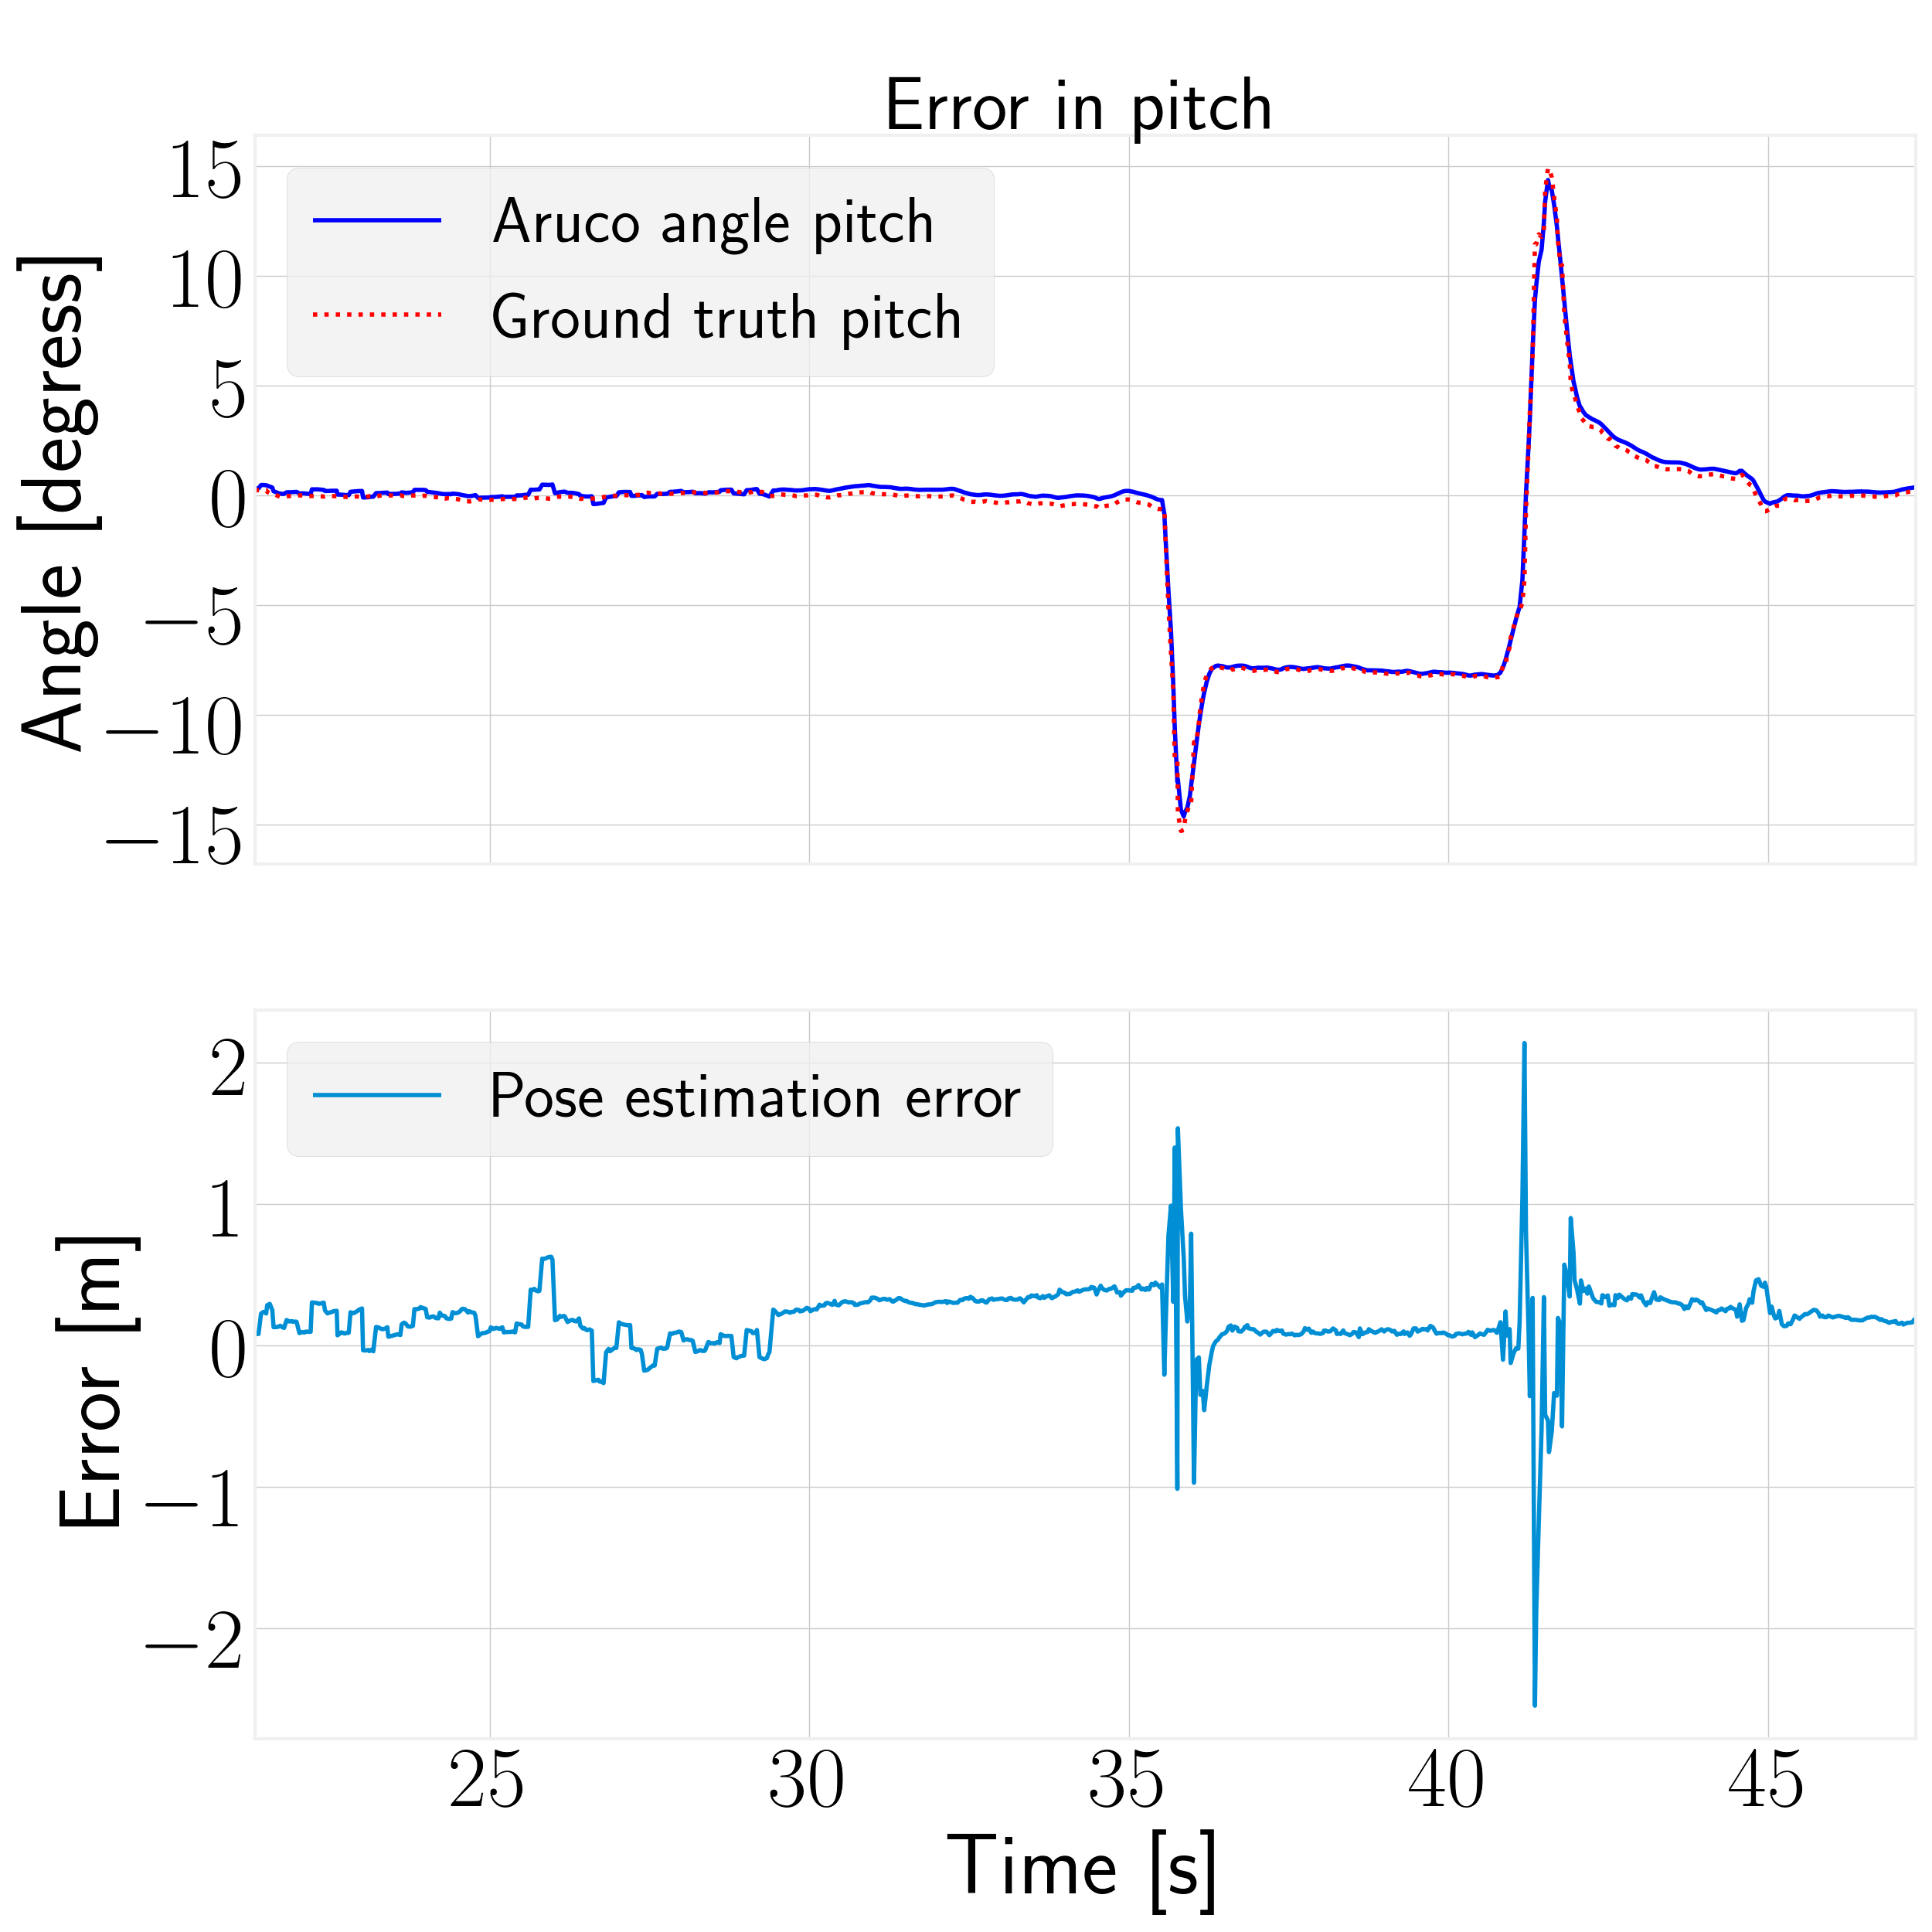 Error in pitch
15
10
5
0
−5
−10
−15
Angle [degress]
Aruco angle pitch
Ground truth pitch
2
1
0
−1
−2
Error [m]
Pose estimation error
25 30 35 40 45
Time [s]